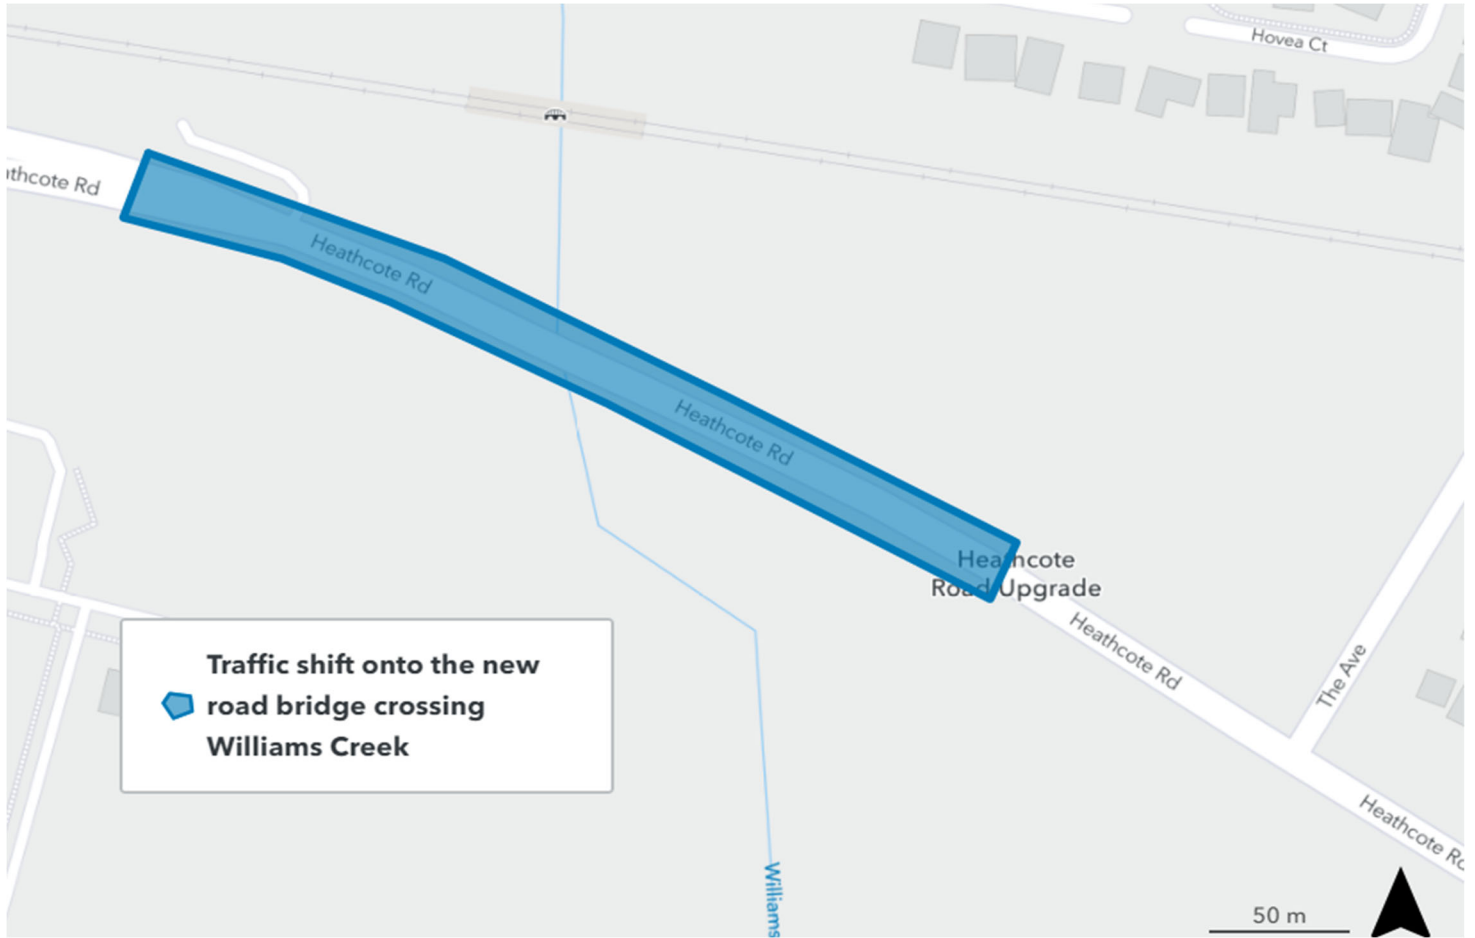 Hovea Ct
athcote Rd
Heathcote Rd
Heathcote Rd
Heathcote
Road Upgrade
Heathcote Rd
The Ave
Traffic shift onto the new
road bridge crossing
Williams Creek
Heathcote Rd
Williams
50 m